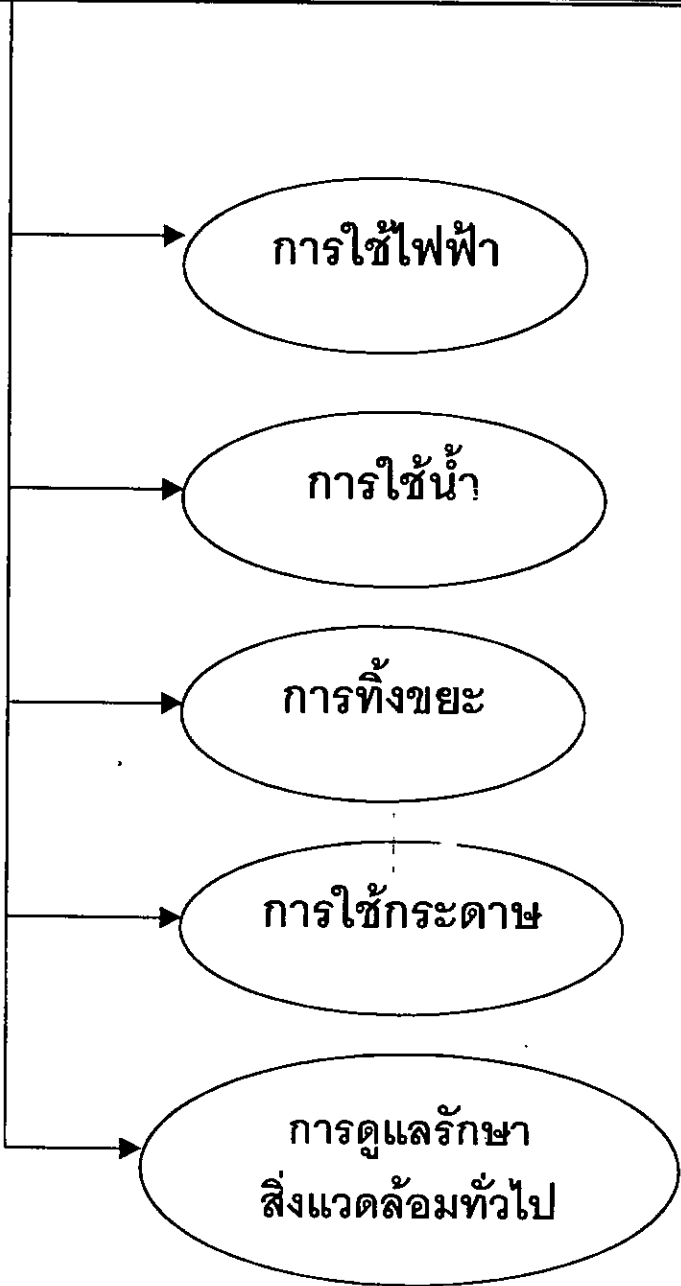 การใช้ไฟฟ้า
การใช้น้ำ
การทิ้งขยะ
การใช้กระดาษ
การดูแลรักษา
สิ่งแวดล้อมทั่วไป